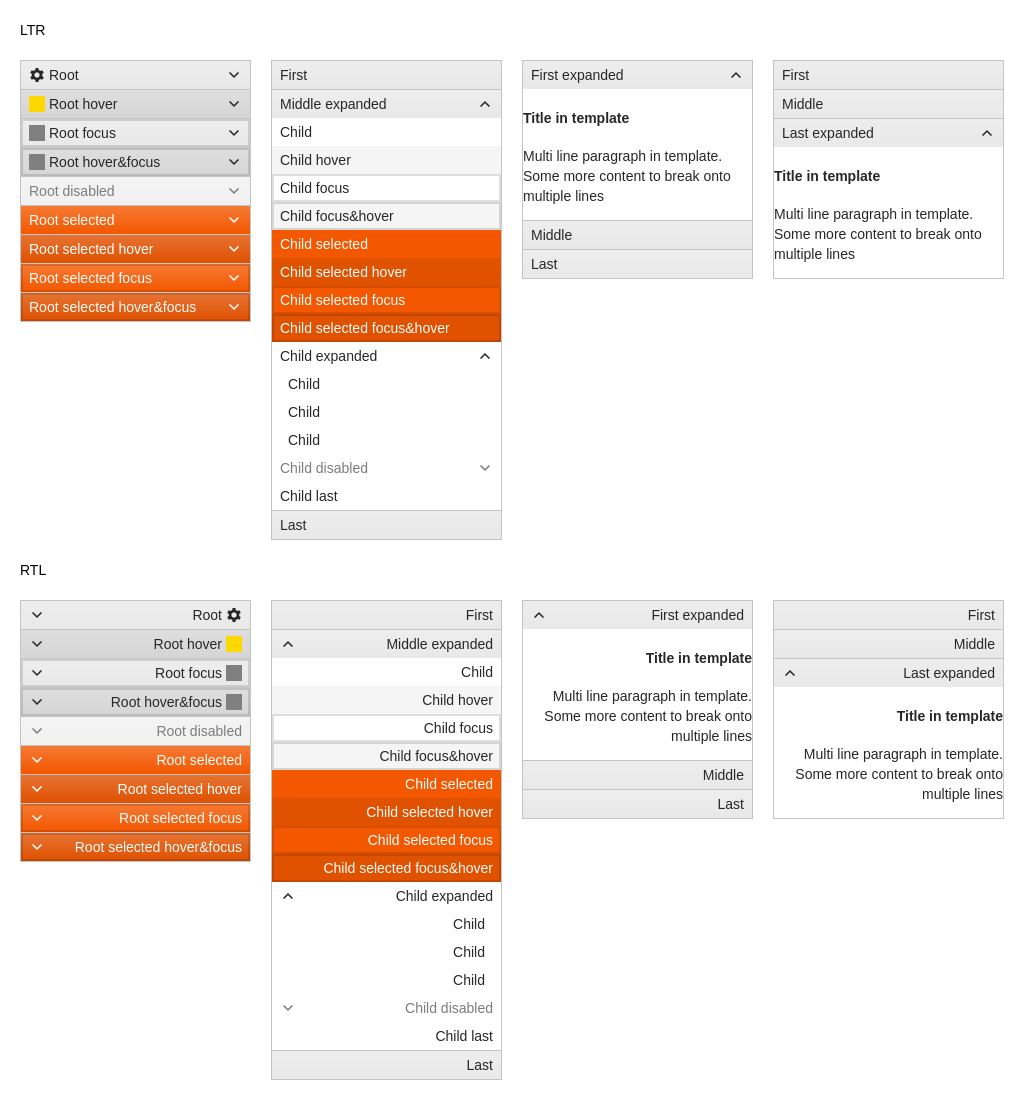 LTR
Root
Root hover
Root focus
Root hover&focus
Root disabled
Root selected
Root selected hover
Root selected focus
Root selected hover&focus
First
Middle expanded
Child
Child hover
Child focus
Child focus&hover
Child selected
Child selected hover
Child selected focus
Child selected focus&hover
Child expanded
Child
Child
Child
Child disabled
Child last
Last
First expanded
Title in template
Multi line paragraph in template.
Some more content to break onto
multiple lines
Middle
Last
First
Middle
Last expanded
Title in template
Multi line paragraph in template.
Some more content to break onto
multiple lines
RTL
Root
Root hover
Root focus
Root hover&focus
Root disabled
Root selected
Root selected hover
Root selected focus
Root selected hover&focus
First
Middle expanded
Child
Child hover
Child focus
Child focus&hover
Child selected
Child selected hover
Child selected focus
Child selected focus&hover
Child expanded
Child
Child
Child
Child disabled
Child last
Last
First expanded
Title in template
Multi line paragraph in template.
Some more content to break onto
multiple lines
Middle
Last
First
Middle
Last expanded
Title in template
Multi line paragraph in template.
Some more content to break onto
multiple lines